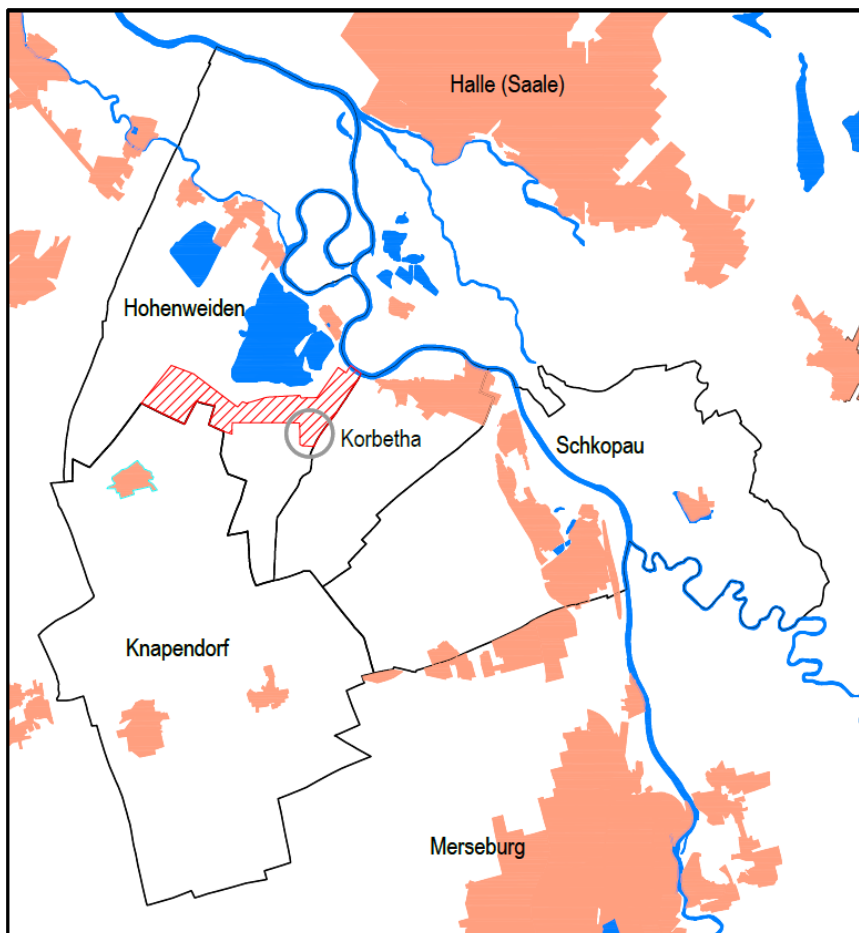 Halle (Saale)
Hohenweiden
Korbetha
Schkopau
Knapendorf
Merseburg